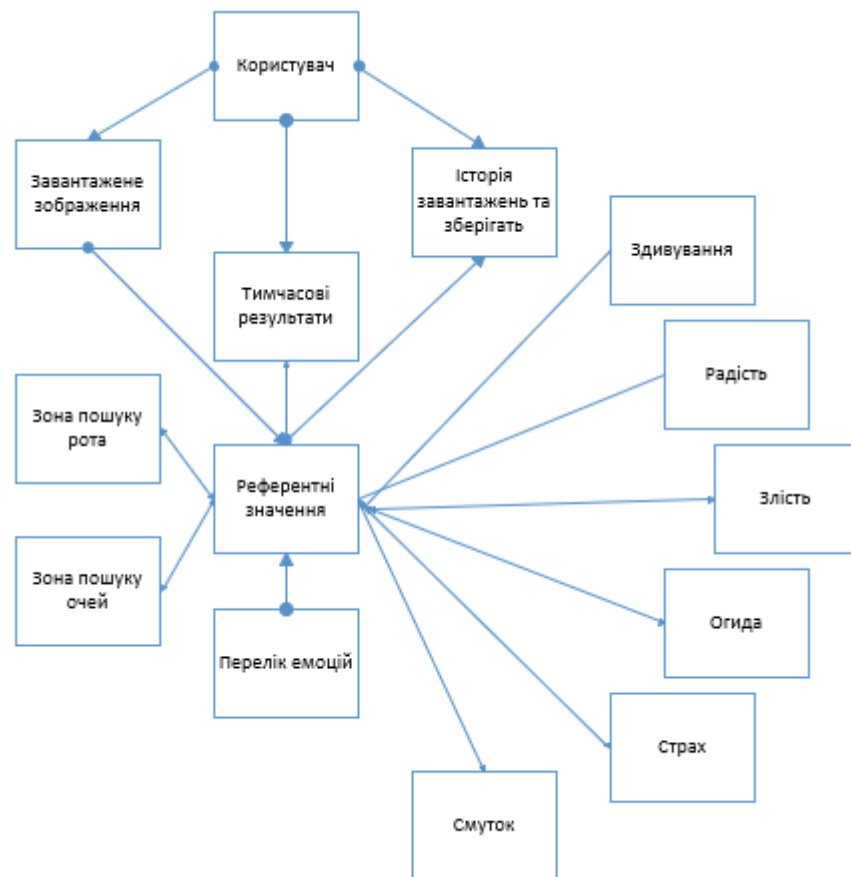 Користувач
Завантажене
зображення
Історія
завантажень та
зберігать
Здивування
Тимчасові
результати
Радість
Зона пошуку
рота
Референтні
значення
Злість
Зона пошуку
очей
Огида
Перелік емоцій
Страх
Смуток